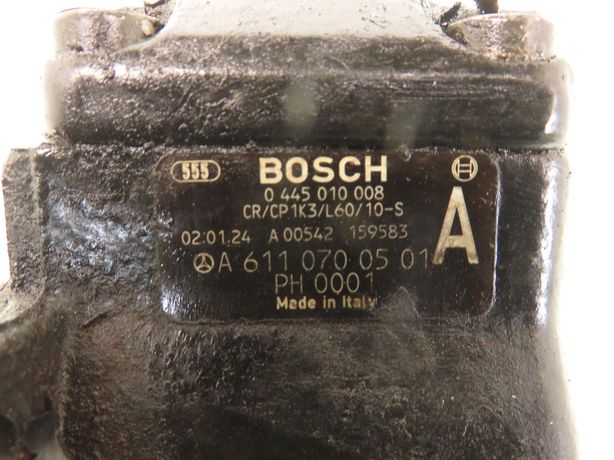 555 BOSCH
0 445 010 008
CR/CP1K3/L60/10-S
02.01.24 A 00542 159583 A
A 611 070 05 01
PH 0001
Made in Italy